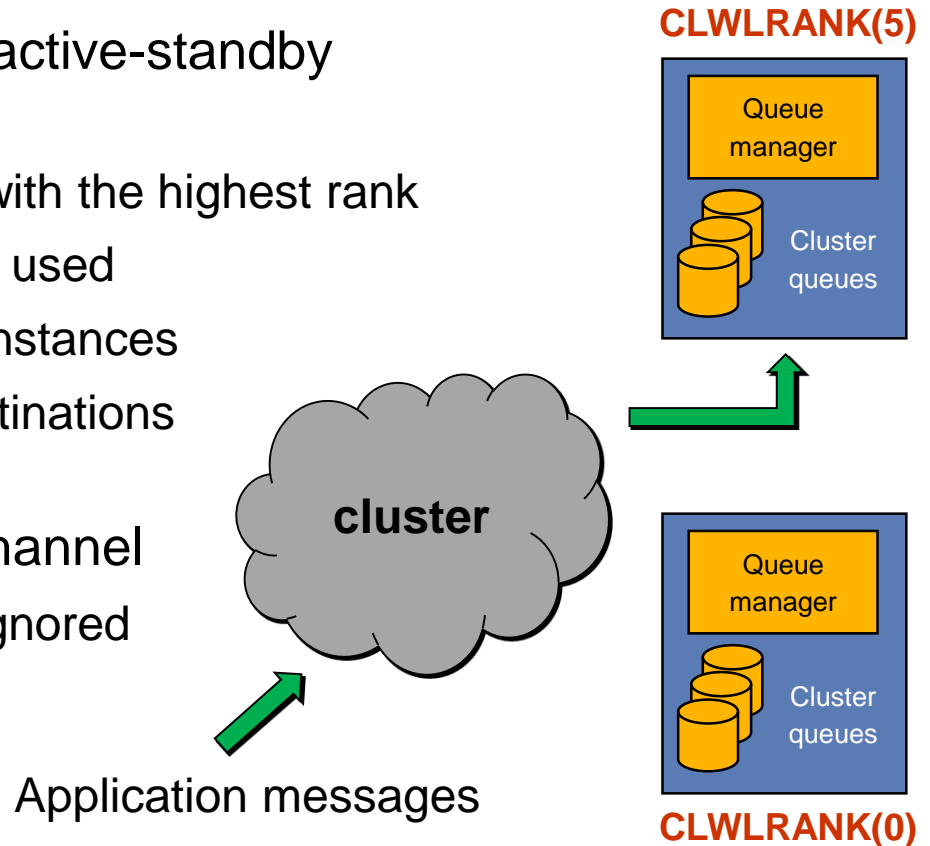 active-standby
with the highest rank
used
nstances
tinations
hannel
gnored
CLWLRANK(5)
Queue
manager
Cluster
queues
cluster
Queue
manager
Cluster
queues
Application messages
CLWLRANK(0)